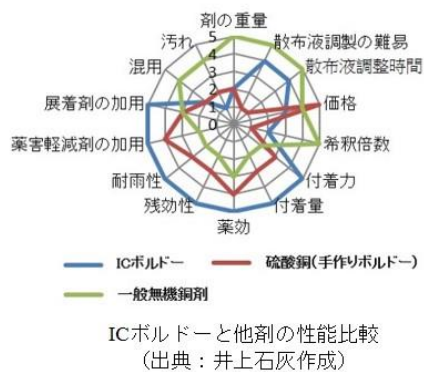 剤の重量
散布液調製の難易
散布液調整時間
価格
希釈倍数
付着力
付着量
薬効
残効性
耐雨性
薬害軽減剤の加用
展着剤の加用
混用
汚れ
5
4
3
2
1
0
ICボルドー
硫酸銅(手作りボルドー)
一般無機銅剤
ICボルドーと他剤の性能比較
(出典:井上石灰作成)